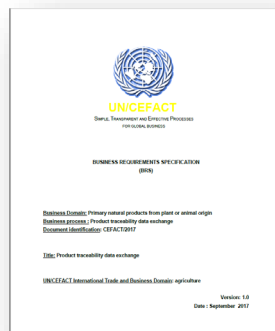 UN/CEFACT
SIMPLE, TRANSPARENT AND EFFECTIVE PROCESSES
FOR GLOBAL BUSINESS
BUSINESS REQUIREMENTS SPECIFICATION
(BRS)
Business Domain: Primary natural products from plant or animal origin
Business process : Product traceability data exchange
Document identification: CEFACT/2017
Title: Product traceability data exchange
UN/CEFACT International Trade and Business Domain: agriculture
Version: 1.0
Date : September 2017